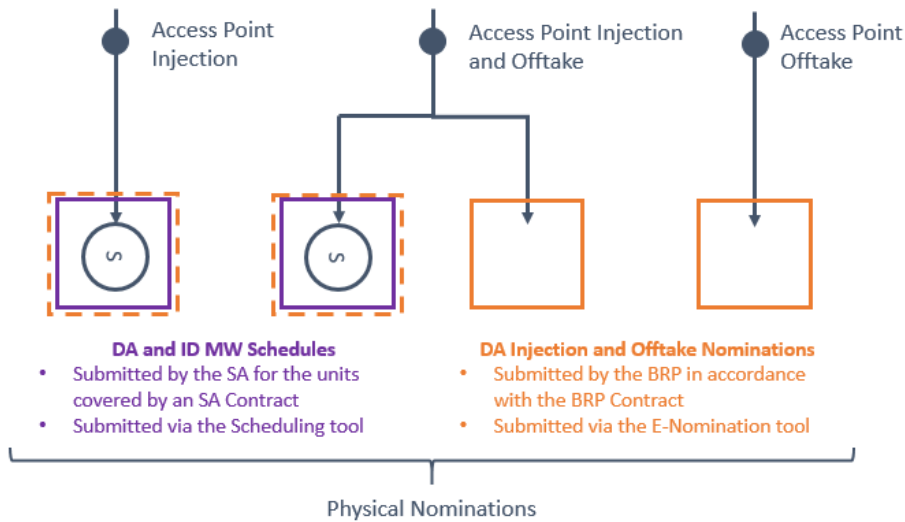 Access Point
Injection
Access Point Injection
and Offtake
Access Point
Offtake
S
S
DA and ID MW Schedules
• Submitted by the SA for the units
covered by an SA Contract
• Submitted via the Scheduling tool
DA Injection and Offtake Nominations
• Submitted by the BRP in accordance
with the BRP Contract
• Submitted via the E-Nomination tool
Physical Nominations